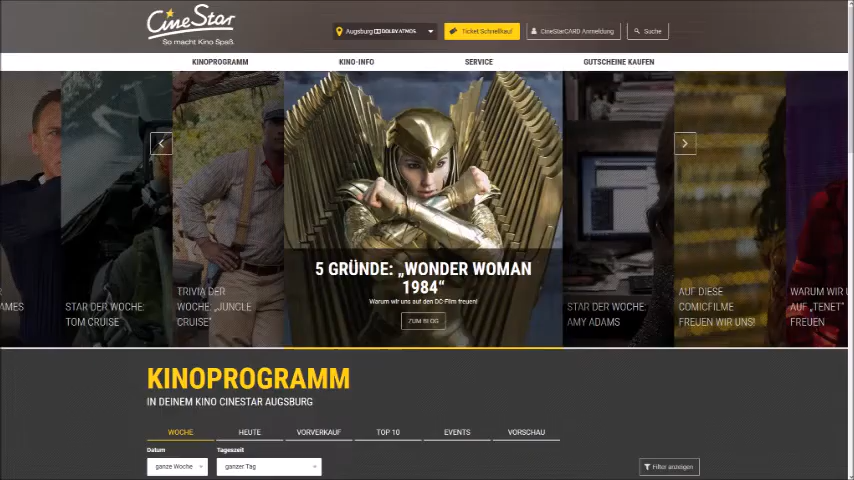 CineStar
So macht Kino Spaß.
Augsburg DOLBY ATMOS
Ticket Schnellkauf
CineStarCARD Anmeldung
Suche
KINOPROGRAMM
KINO-INFO
SERVICE
GUTSCHEINE KAUFEN
AMES
STAR DER WOCHE:
TOM CRUISE
TRIVIA DER
WOCHE: „JUNGLE
CRUISE“
5 GRÜNDE: „WONDER WOMAN
1984“
Warum wir uns auf den DC-Film freuen!
ZUM BLOG
STAR DER WOCHE:
AMY ADAMS
AUF DIESE
COMICFILME
FREUEN WIR UNS!
WARUM WIR U
AUF „TENET“
FREUEN
KINOPROGRAMM
IN DEINEM KINO CINESTAR AUGSBURG
WOCHE
HEUTE
VORVERKAUF
TOP 10
EVENTS
VORSCHAU
Datum
Tageszeit
ganze Woche
ganzer Tag
Filter anzeigen